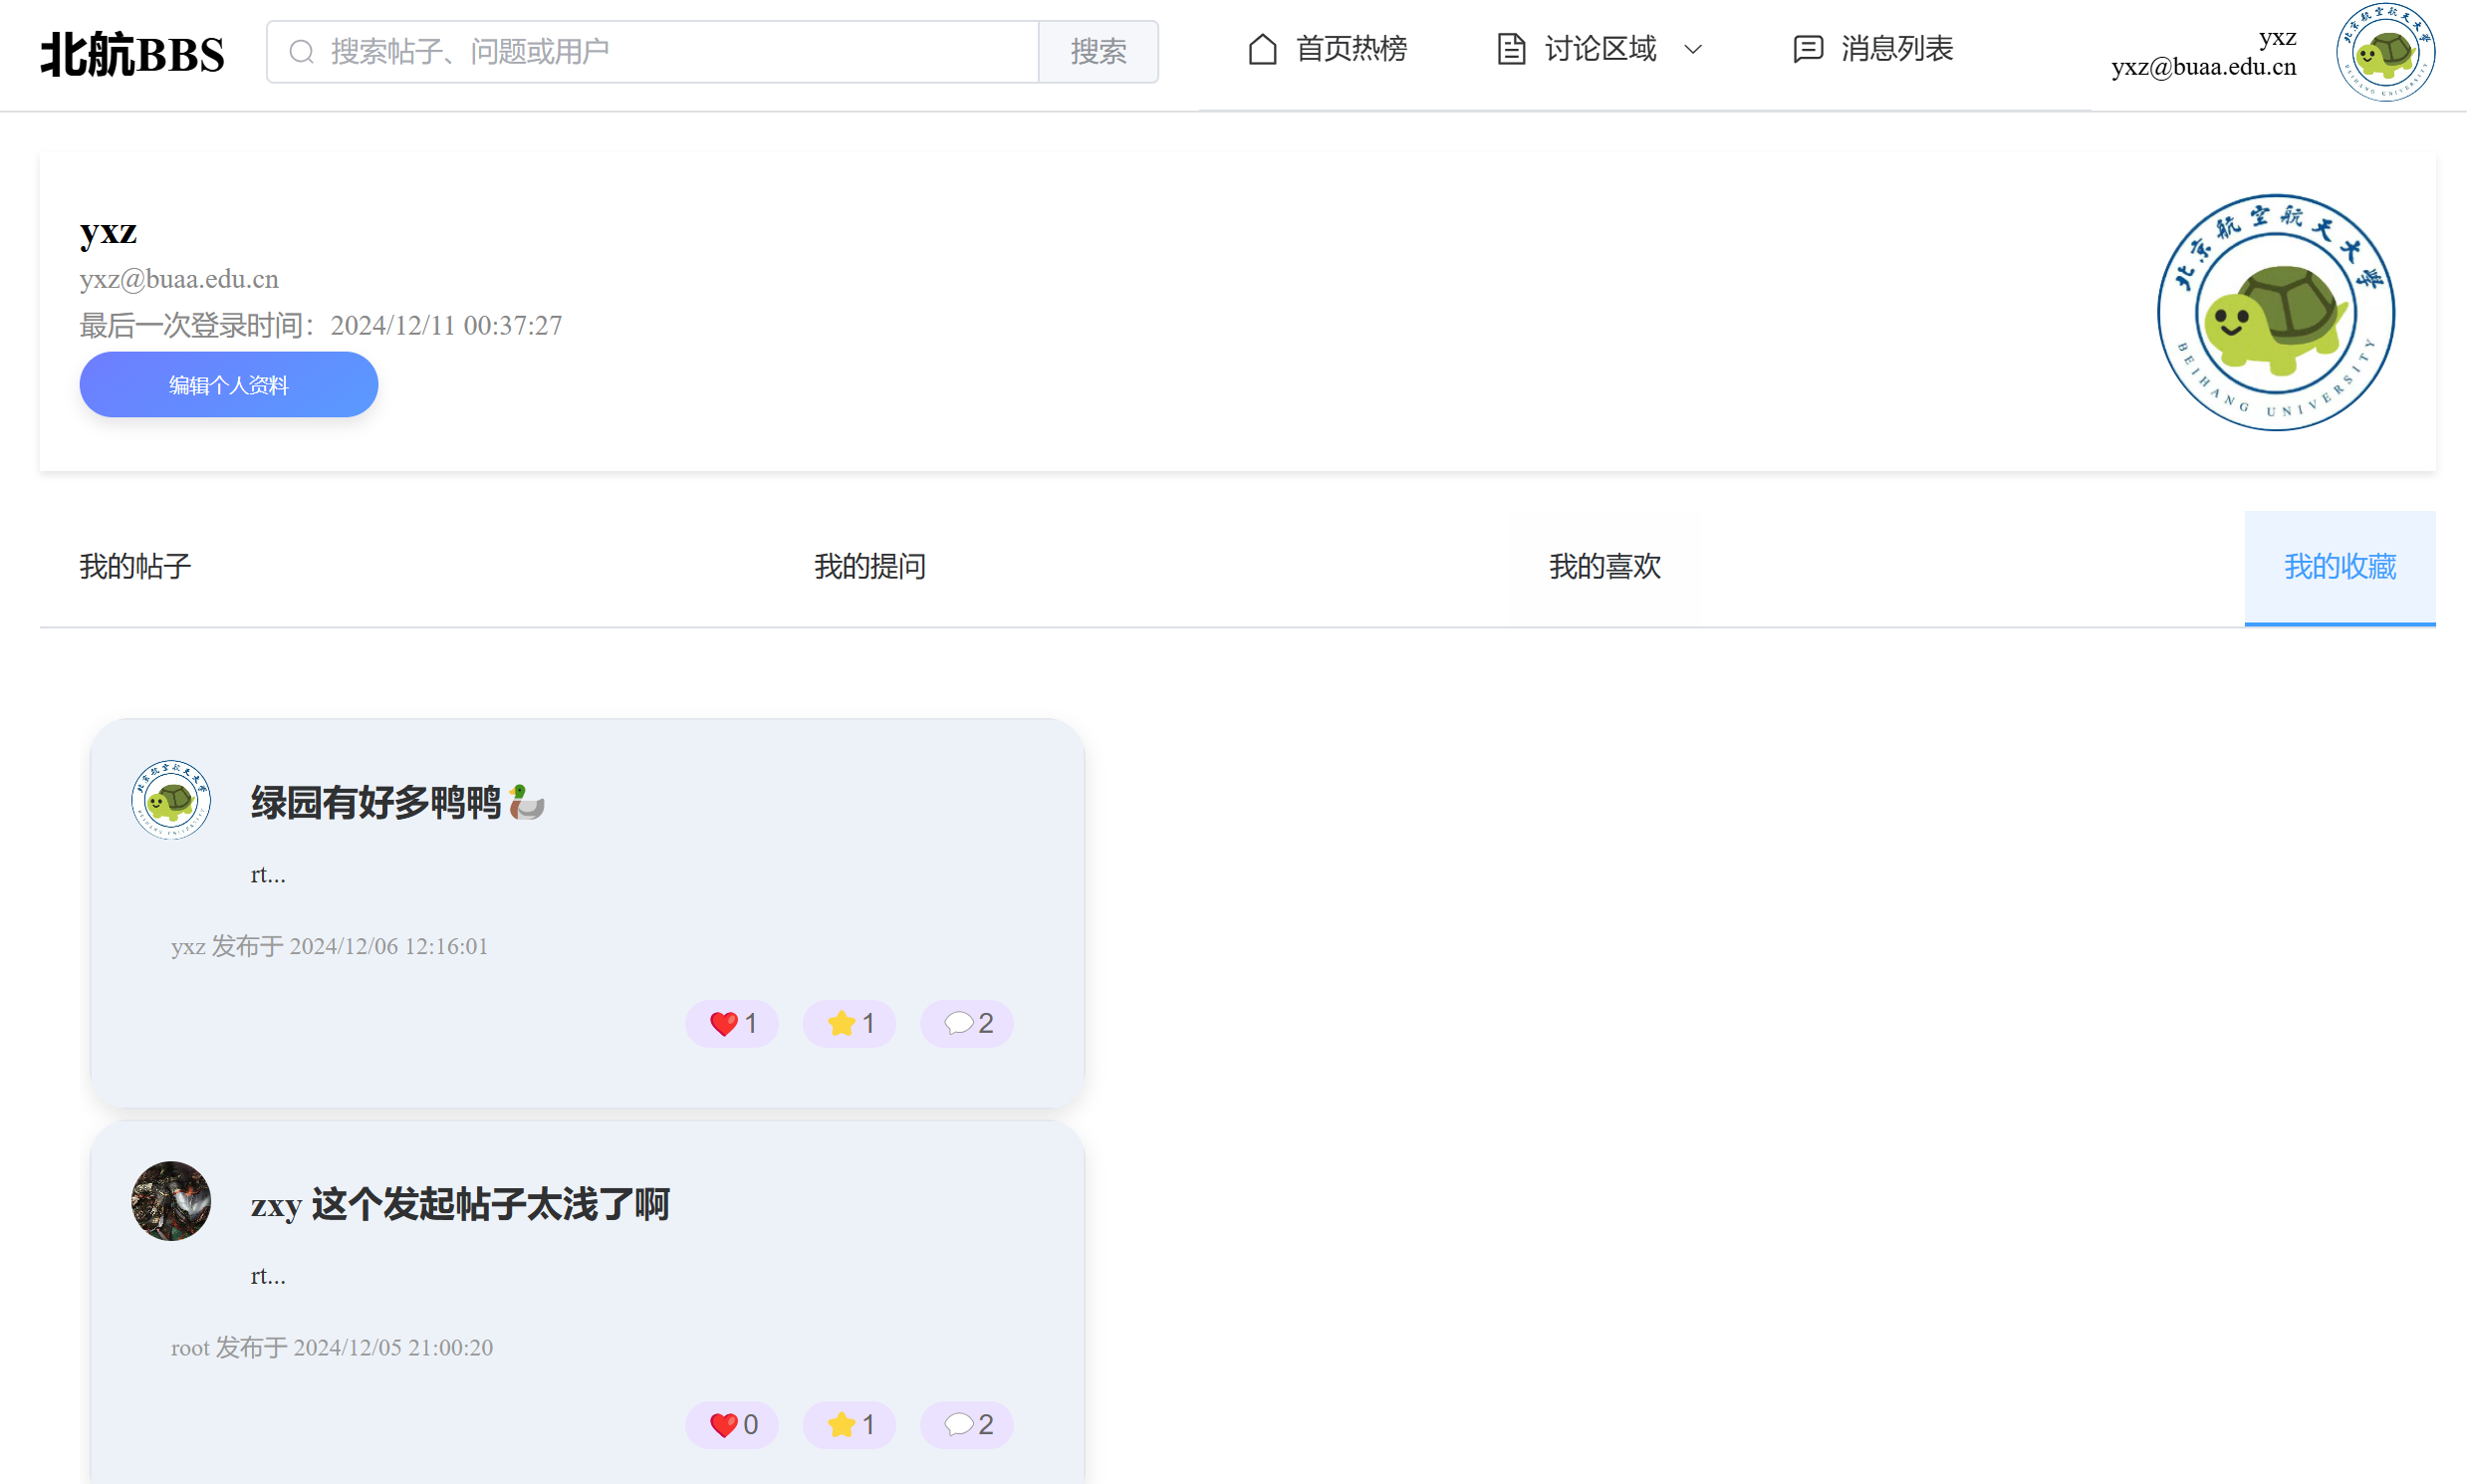 北航BBS
搜索帖子、问题或用户
搜索
首页热榜
讨论区域
消息列表
yxz
yxz@buaa.edu.cn
yxz
yxz@buaa.edu.cn
最后一次登录时间：2024/12/11 00:37:27
编辑个人资料
北京航空航天大学
BEIHANG UNIVERSITY
我的帖子
我的提问
我的喜欢
我的收藏
绿园有好多鸭鸭🦆
rt...
yxz 发布于 2024/12/06 12:16:01
❤️1
⭐1
💬2
zxy 这个发起帖子太浅了啊
rt...
root 发布于 2024/12/05 21:00:20
❤️0
⭐1
💬2